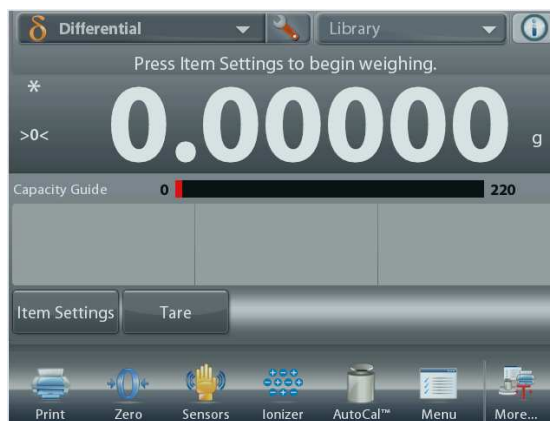 δ Differential Library
Press Item Settings to begin weighing.
*
>0< 0.00000 g
Capacity Guide 0 220
Item Settings Tare
Print Zero Sensors Ionizer AutoCal™ Menu More...